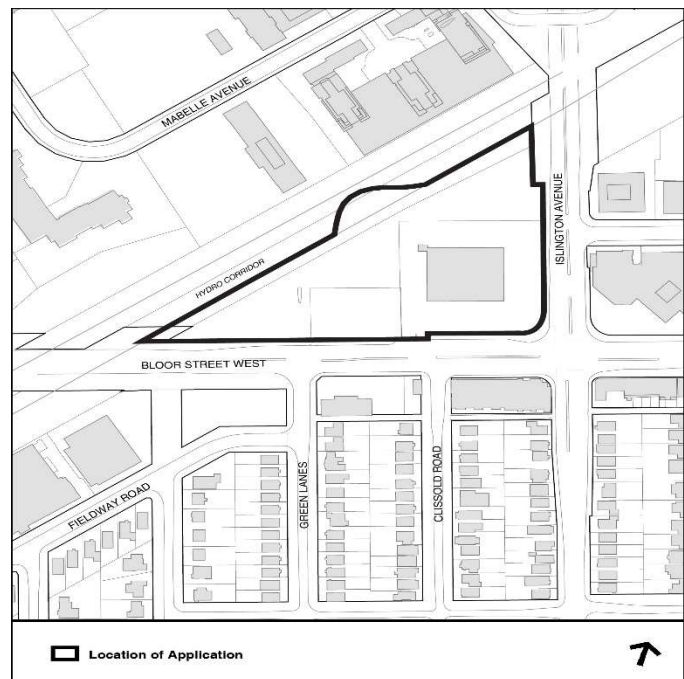 MABELLE AVENUE
ISLINGTON AVENUE
HYDRO CORRIDOR
BLOOR STREET WEST
FIELDWAY ROAD
GREEN LANES
CLISSOLD ROAD
Location of Application